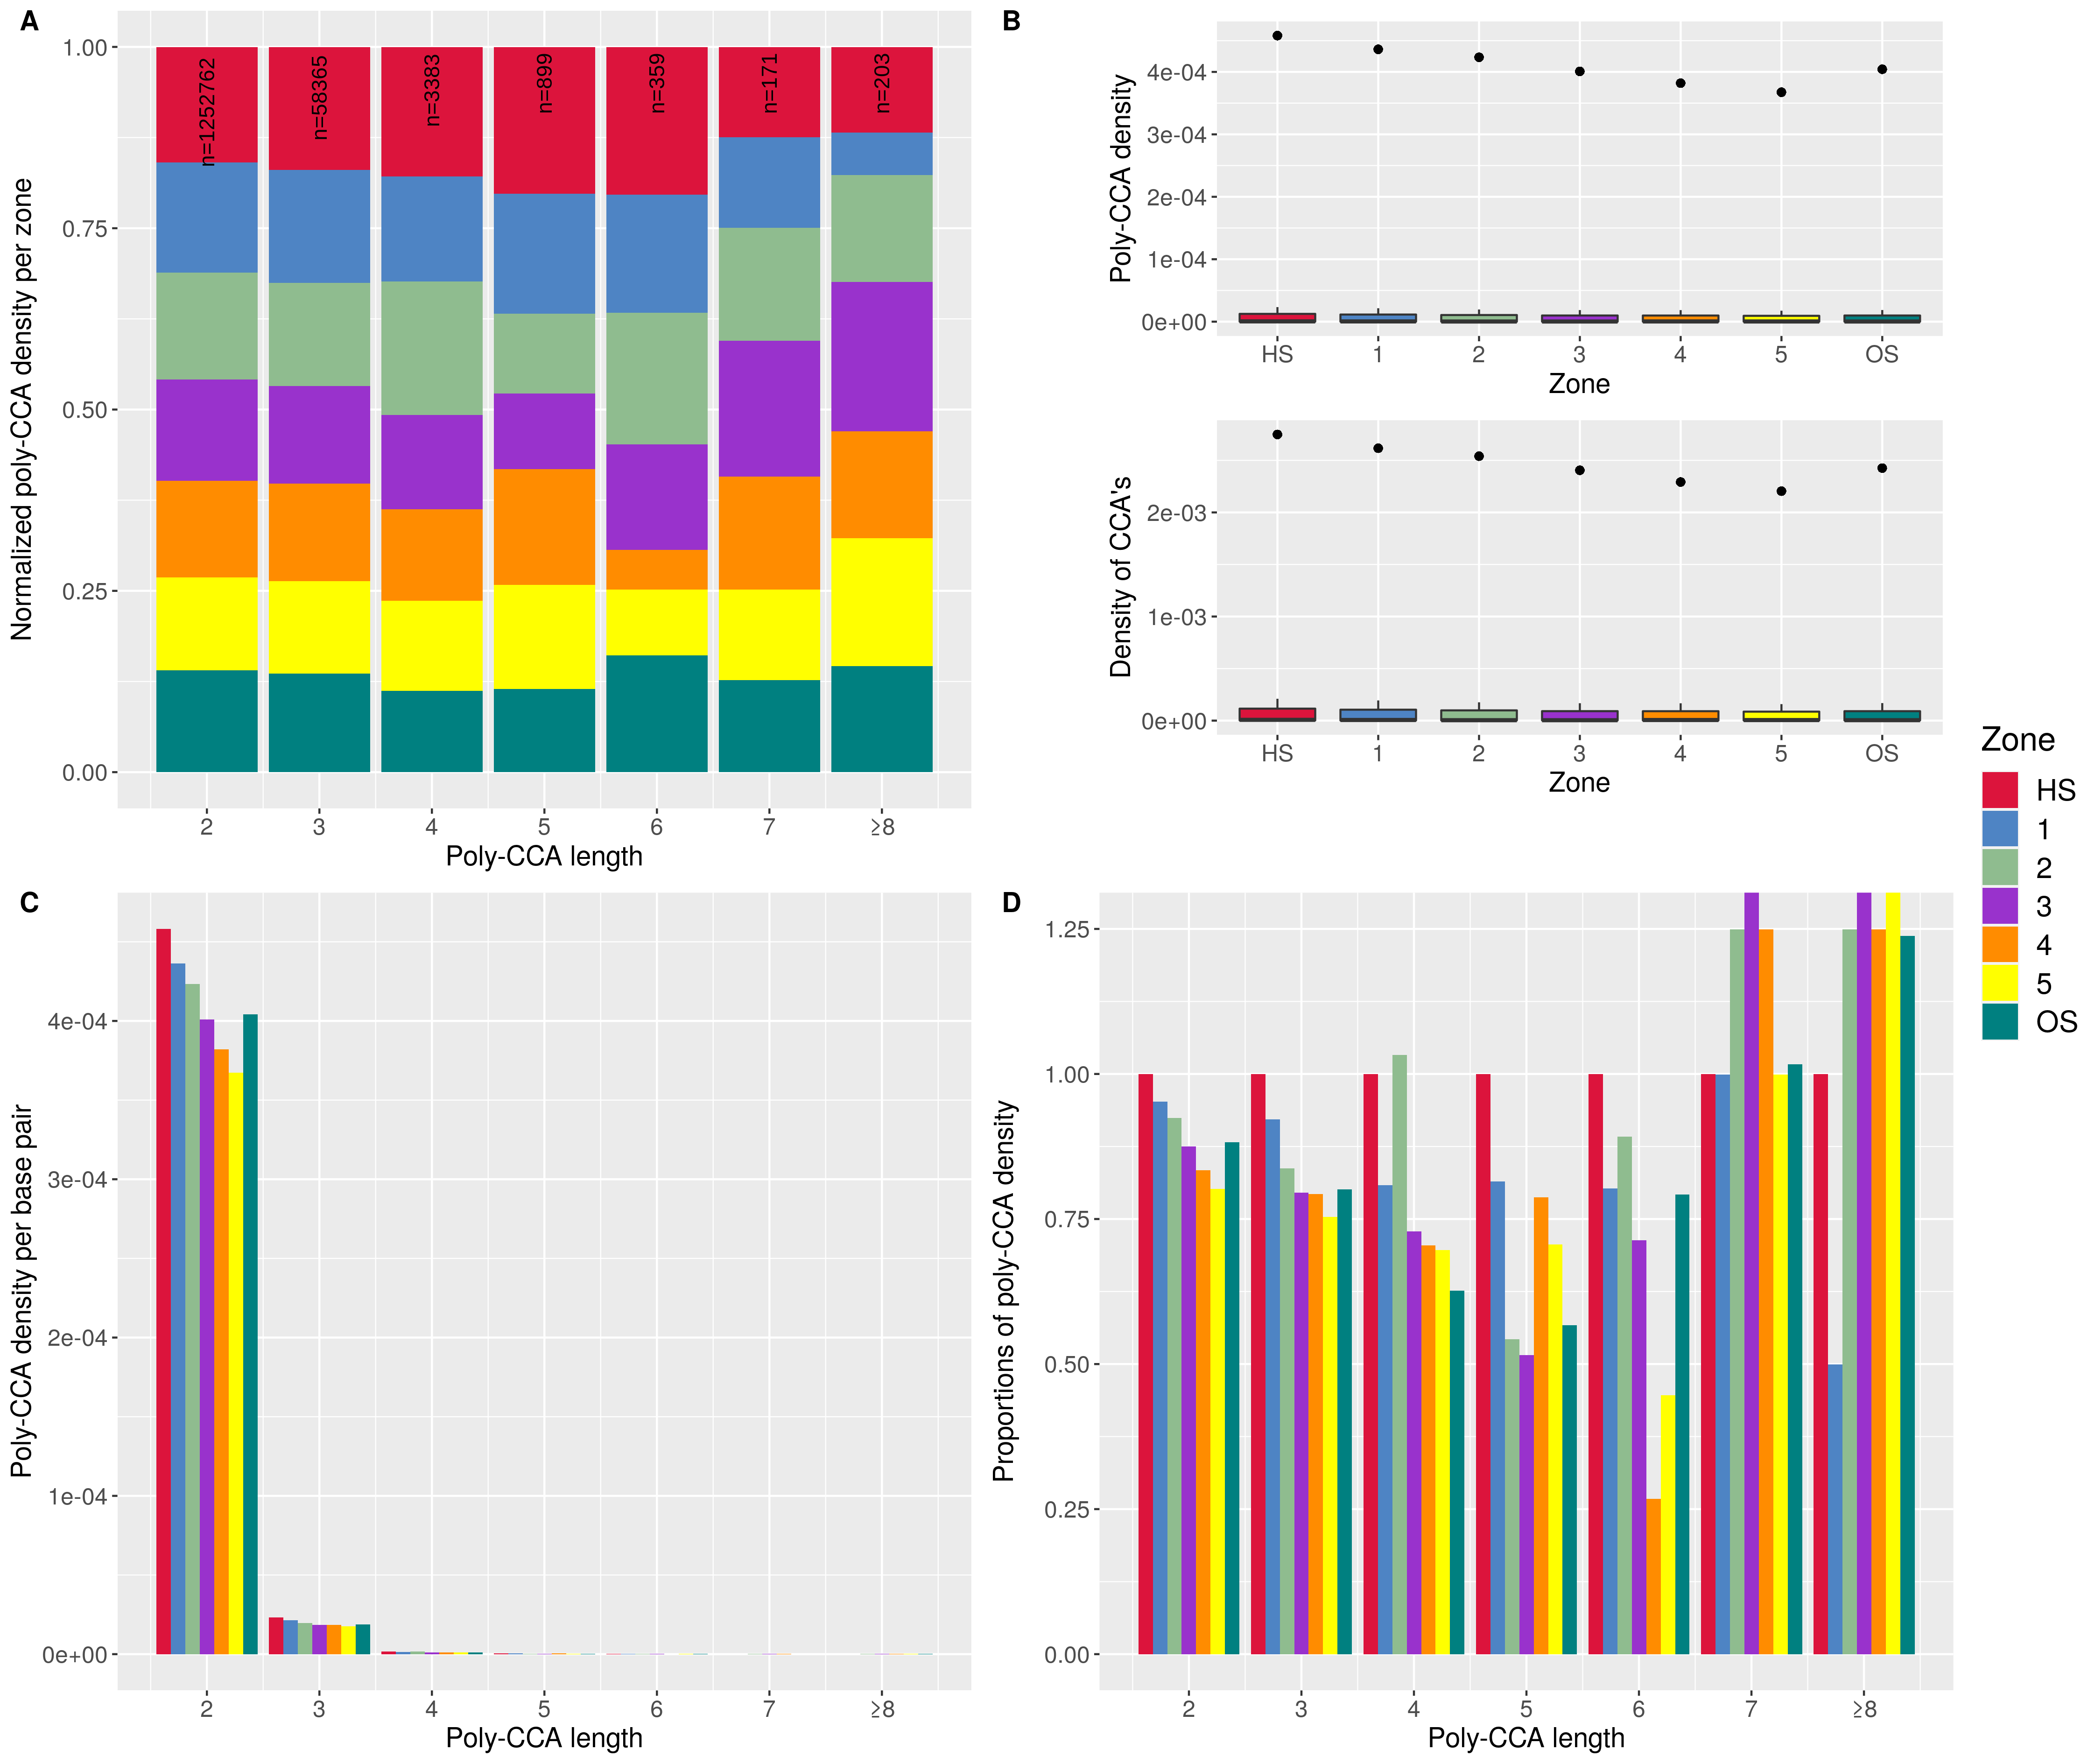 A
Normalized poly-CCA density per zone
1.00
0.75
0.50
0.25
0.00
n=1252762
n=58365
n=3383
n=899
n=359
n=171
n=203
2 3 4 5 6 7 ≥8
Poly-CCA length
B
Poly-CCA density
4e-04
3e-04
2e-04
1e-04
0e+00
HS 1 2 3 4 5 OS
Zone
Density of CCA's
2e-03
1e-03
0e+00
HS 1 2 3 4 5 OS
Zone
Zone
HS
1
2
3
4
5
OS
C
Poly-CCA density per base pair
4e-04
3e-04
2e-04
1e-04
0e+00
2 3 4 5 6 7 ≥8
Poly-CCA length
D
Proportions of poly-CCA density
1.25
1.00
0.75
0.50
0.25
0.00
2 3 4 5 6 7 ≥8
Poly-CCA length